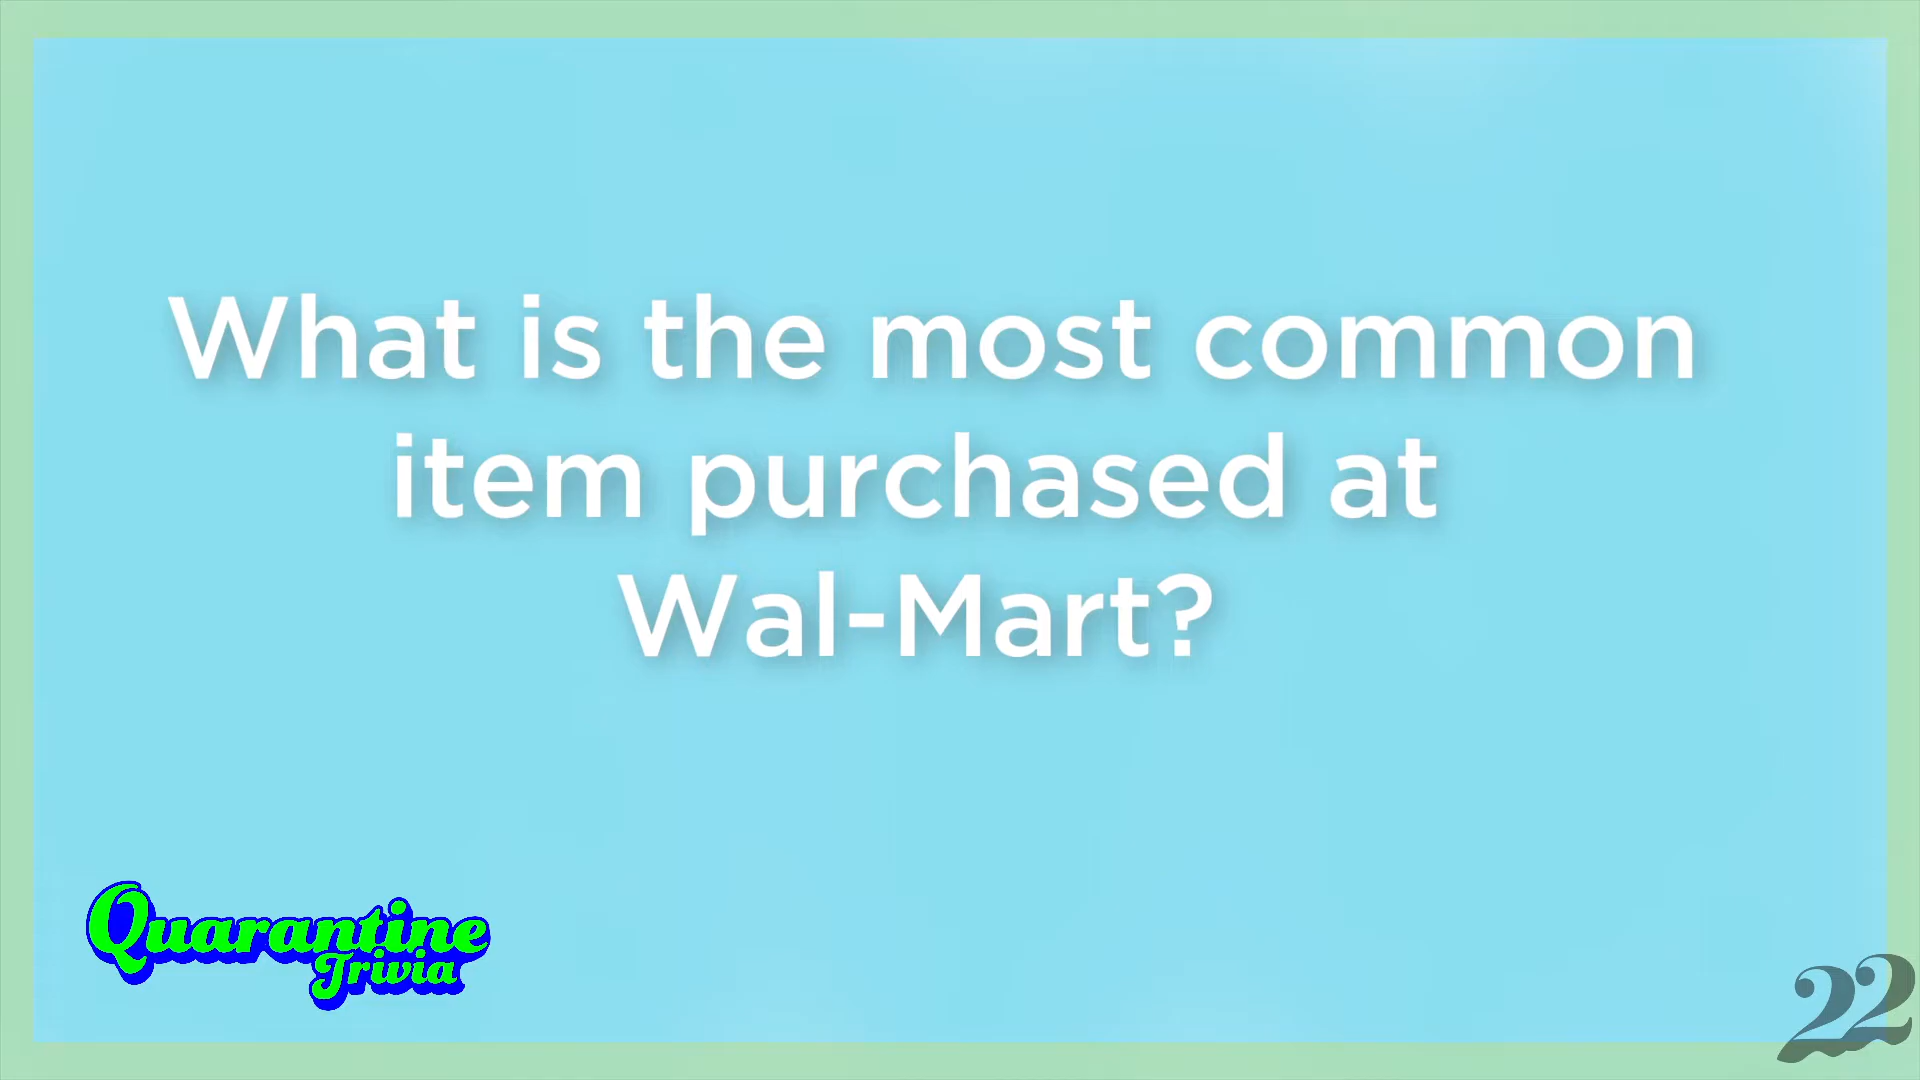 What is the most common
item purchased at
Wal-Mart?
Quarantine
Trivia
22